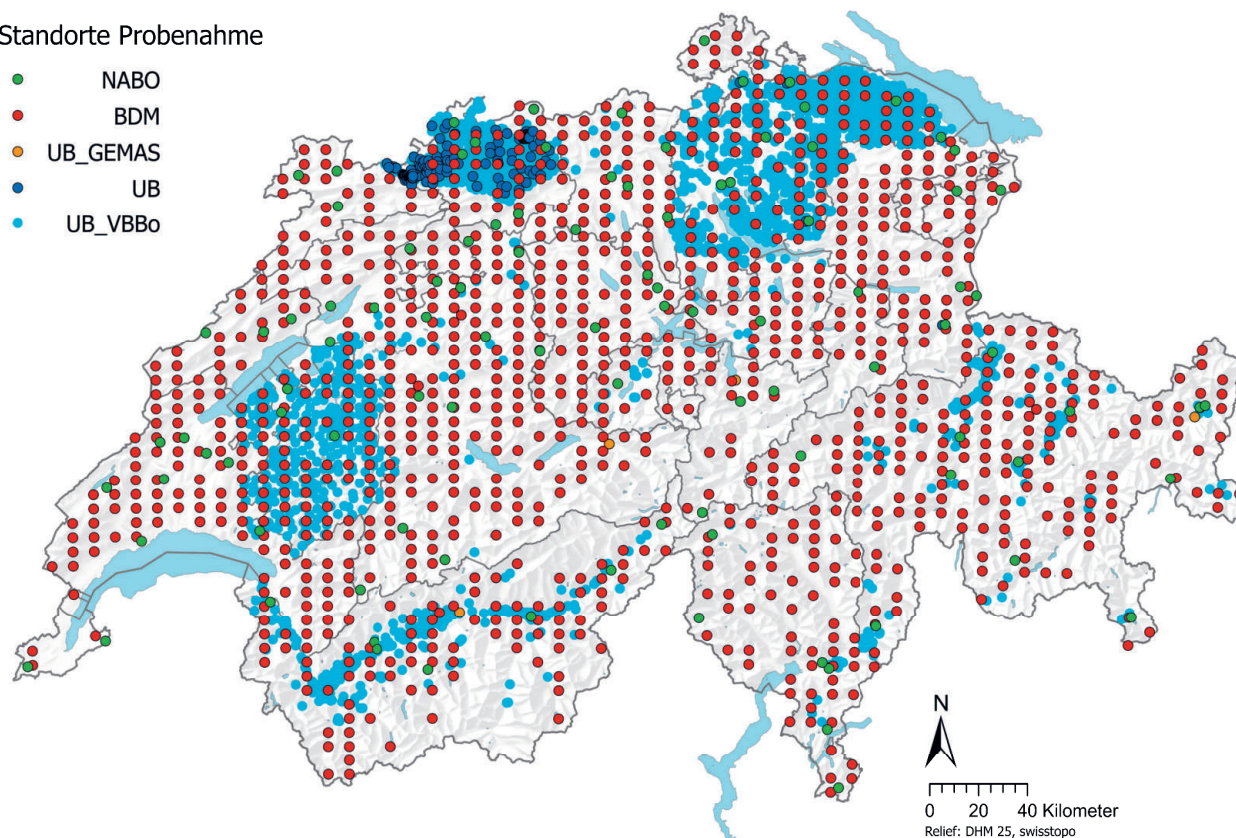 Standorte Probenahme
NABO
BDM
UB_GEMAS
UB
UB_VBBo
N
0 20 40 Kilometer
Relief: DHM 25, swisstopo